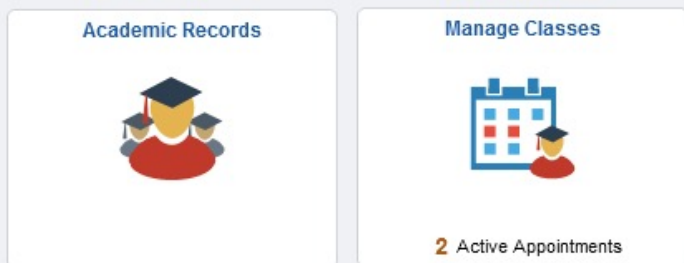 Academic Records
Manage Classes
2 Active Appointments